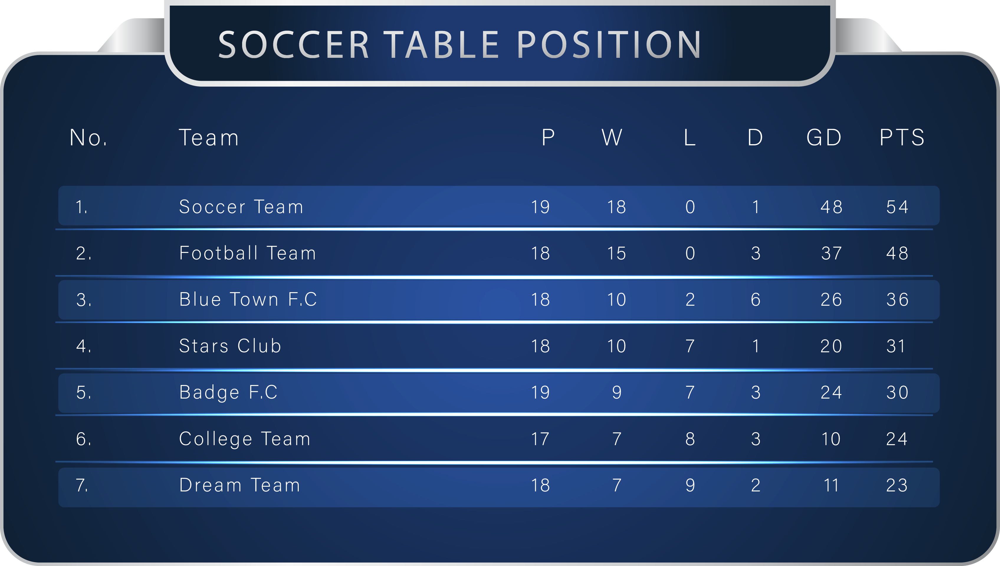 SOCCER TABLE POSITION
No. Team P W L D GD PTS
1. Soccer Team 19 18 0 1 48 54
2. Football Team 18 15 0 3 37 48
3. Blue Town F.C 18 10 2 6 26 36
4. Stars Club 18 10 7 1 20 31
5. Badge F.C 19 9 7 3 24 30
6. College Team 17 7 8 3 10 24
7. Dream Team 18 7 9 2 11 23